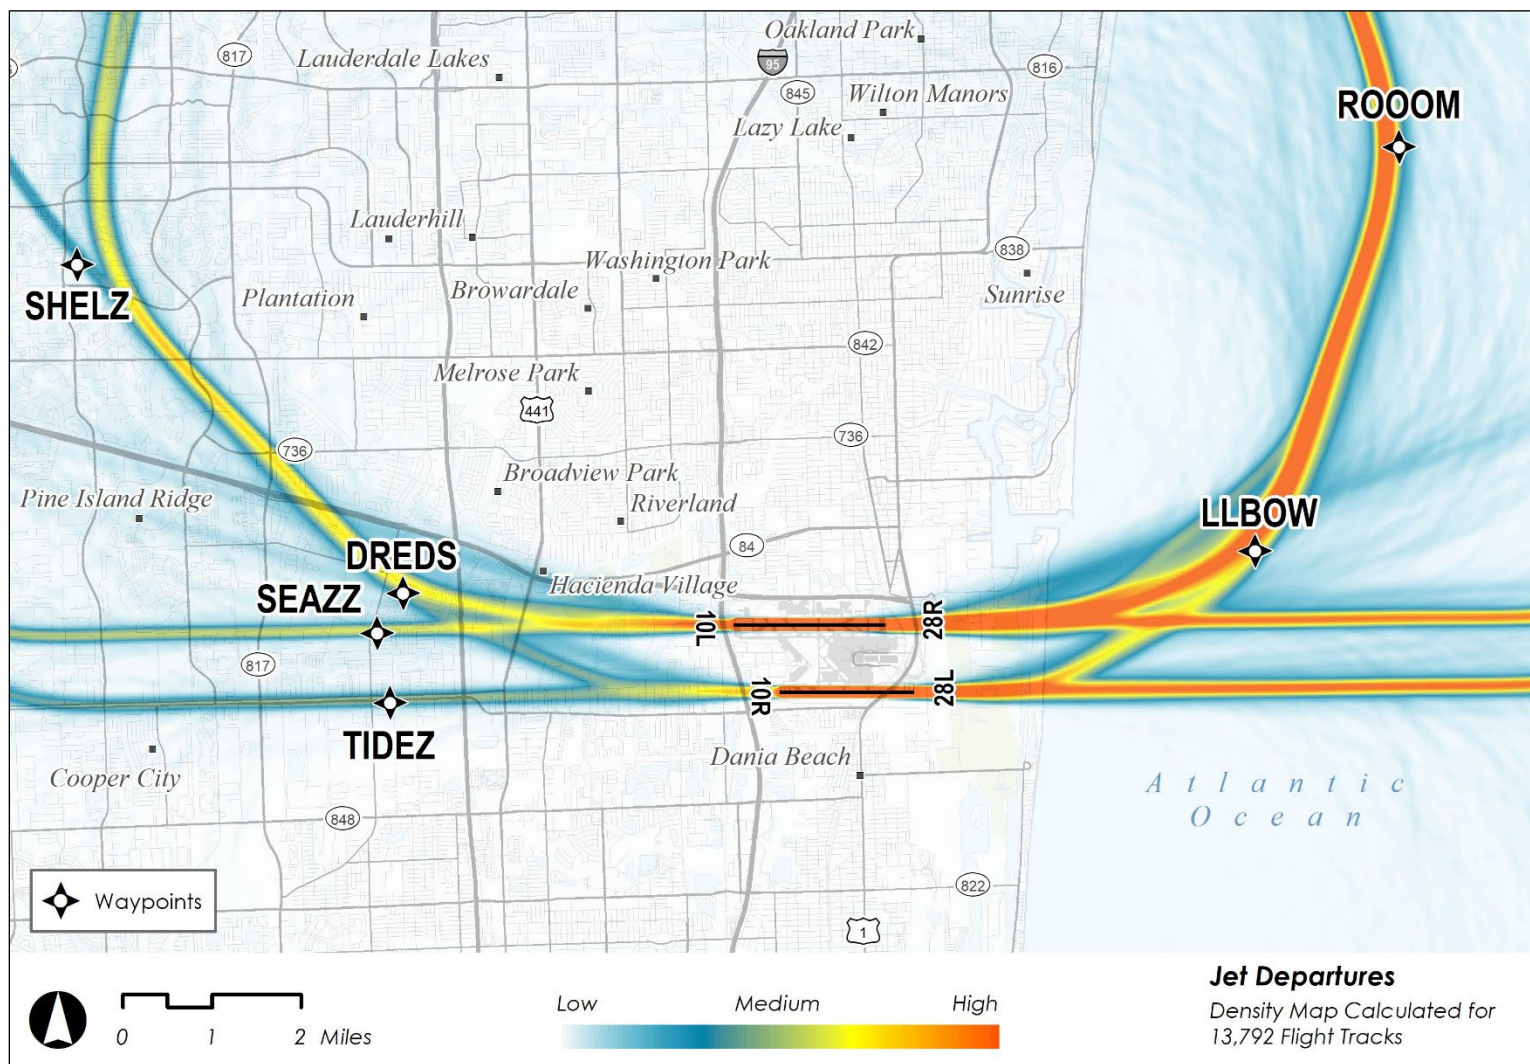 Oakland Park
817
95
Lauderdale Lakes
816
845
Wilton Manors
ROOOM
Lazy Lake
Lauderhill
838
Washington Park
Plantation
Browardale
Sunrise
SHELZ
842
Melrose Park
441
736
736
Broadview Park
Pine Island Ridge
Riverland
LLBOW
84
DREDS
Hacienda Village
SEAZZ
10L
28R
817
10R
28L
TIDEZ
Dania Beach
Cooper City
Atlantic
Ocean
848
822
Waypoints
1
Jet Departures
Low Medium High
Density Map Calculated for
13,792 Flight Tracks
0 1 2 Miles